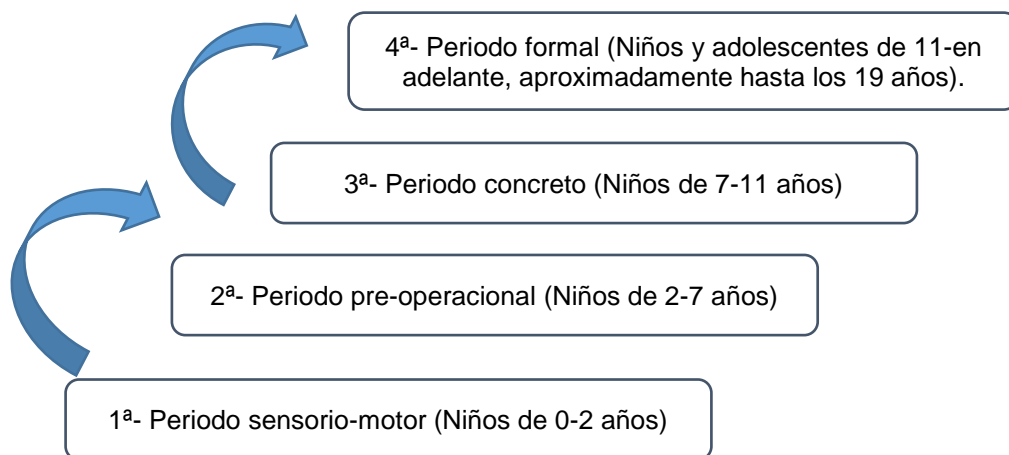 4ª- Periodo formal (Niños y adolescentes de 11-en
adelante, aproximadamente hasta los 19 años).
3ª- Periodo concreto (Niños de 7-11 años)
2ª- Periodo pre-operacional (Niños de 2-7 años)
1ª- Periodo sensorio-motor (Niños de 0-2 años)